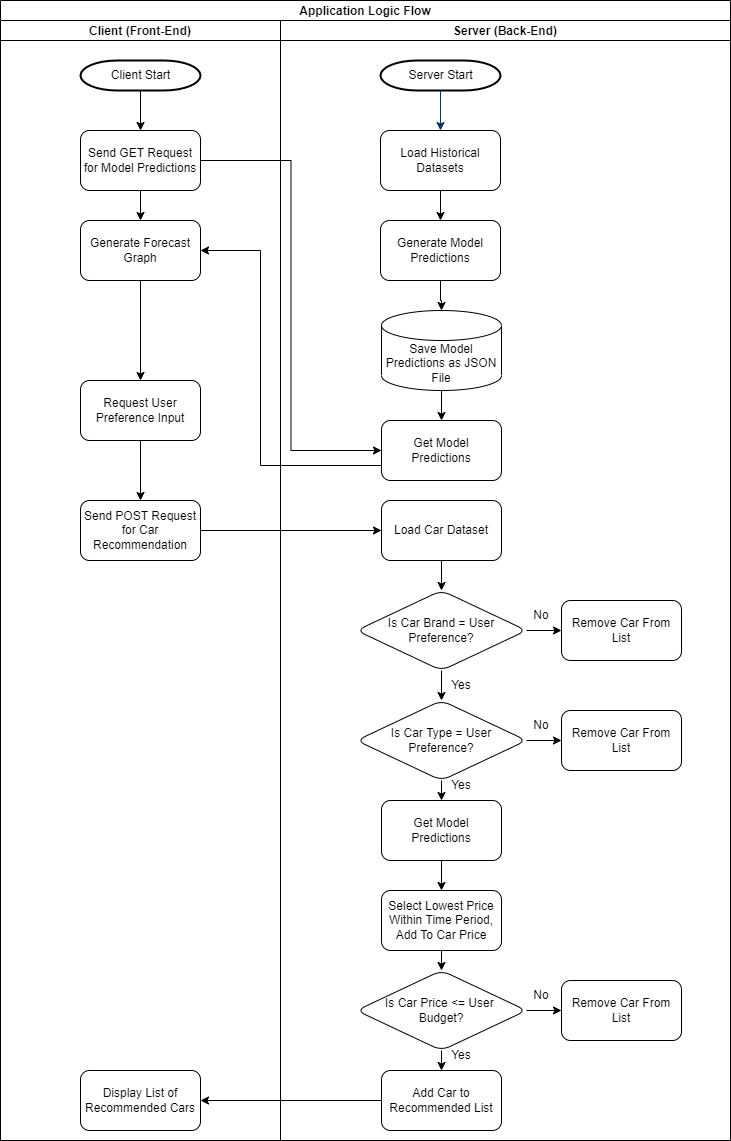 Application Logic Flow
Client (Front-End)
Server (Back-End)
Client Start
Server Start
Send GET Request
for Model Predictions
Load Historical
Datasets
Generate Forecast
Graph
Generate Model
Predictions
Save Model
Predictions as JSON
File
Request User
Preference Input
Get Model
Predictions
Send POST Request
for Car
Recommendation
Load Car Dataset
Is Car Brand = User
Preference?
No
Remove Car From
List
Yes
Is Car Type = User
Preference?
No
Remove Car From
List
Yes
Get Model
Predictions
Select Lowest Price
Within Time Period,
Add To Car Price
Is Car Price <= User
Budget?
No
Remove Car From
List
Yes
Display List of
Recommended Cars
Add Car to
Recommended List